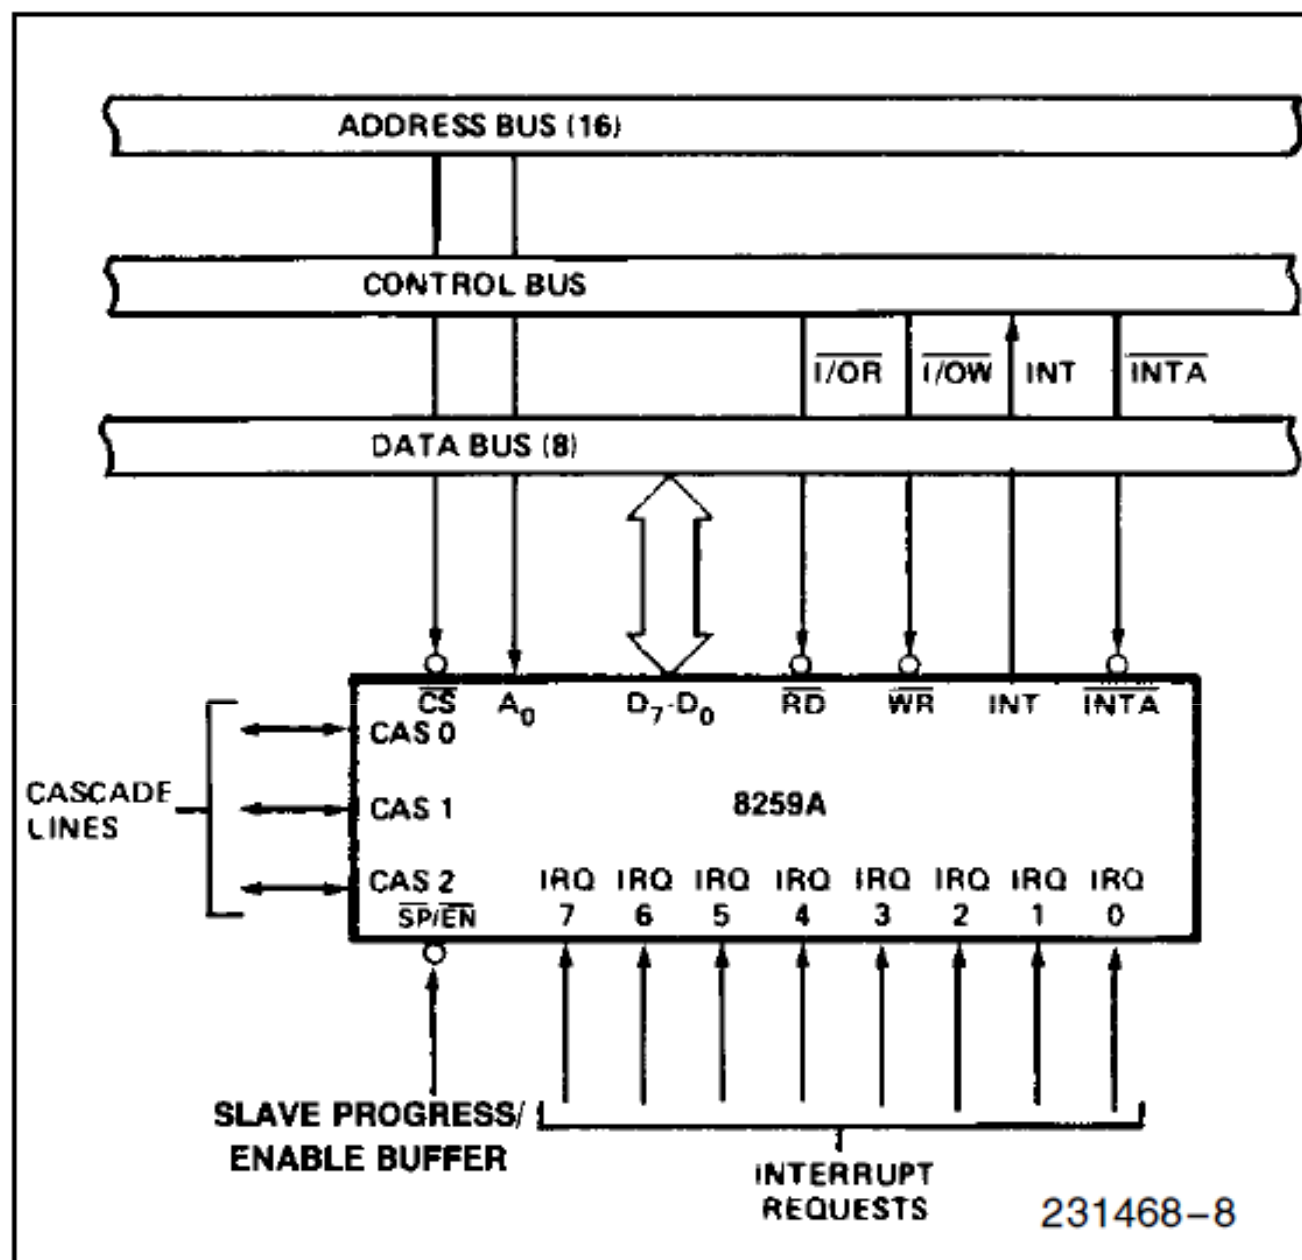 ADDRESS BUS (16)
CONTROL BUS
I/OR I/OW INT INTA
DATA BUS (8)
CS A0 D7-D0 RD WR INT INTA
CAS 0
CASCADE
LINES
CAS 1
8259A
CAS 2
IRQ IRQ IRQ IRQ IRQ IRQ IRQ IRQ
SP/EN
7 6 5 4 3 2 1 0
SLAVE PROGRESS/
ENABLE BUFFER
INTERRUPT
REQUESTS
231468-8